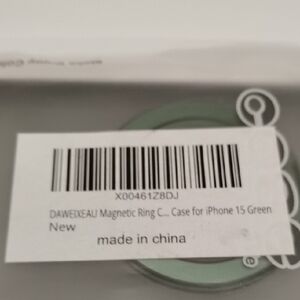 X00461Z8DJ
DAWEIXEAU Magnetic Ring C... Case for iPhone 15 Green
New
made in china
e